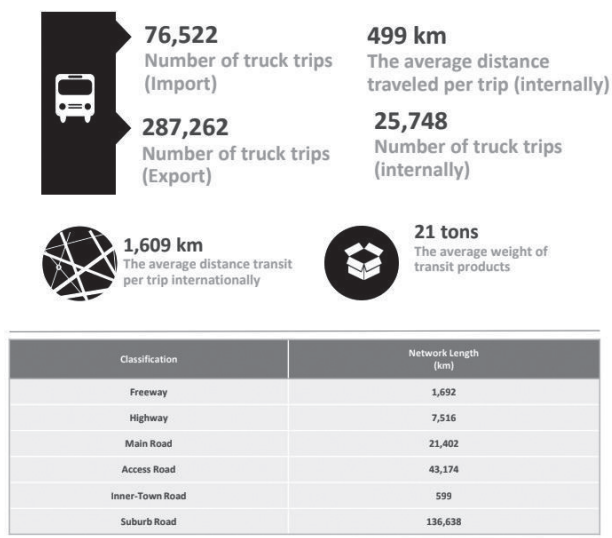 76,522
Number of truck trips
(Import)
499 km
The average distance
traveled per trip (internally)
287,262
Number of truck trips
(Export)
25,748
Number of truck trips
(internally)
1,609 km
The average distance transit
per trip internationally
21 tons
The average weight of
transit products
Classification
Network Length
(km)
Freeway
1,692
Highway
7,516
Main Road
21,402
Access Road
43,174
Inner-Town Road
599
Suburb Road
136,638